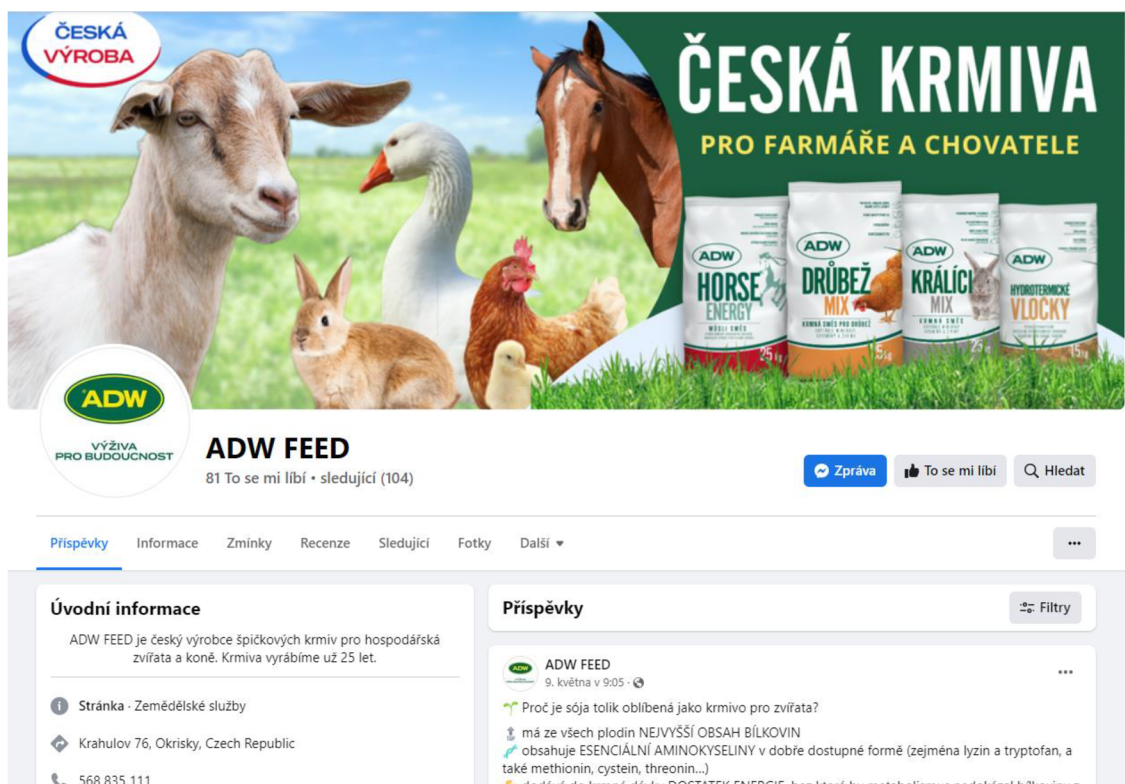 ČESKÁ
VÝROBA
ČESKÁ KRMIVA
PRO FARMÁŘE A CHOVATELE
ADW
HORSE
ENERGY
MÜSLI SMĚS
25 kg
ADW
DRŮBEŽ
MIX
KRMNÁ SMĚS PRO DRŮBEŽ
ADW
KRÁLÍCI
MIX
KRMNÁ SMĚS
ADW
HYDROTERMICKÉ
VLOČKY
15 kg
ADW
VÝŽIVA
PRO BUDOUCNOST
ADW FEED
81 To se mi líbí • sledující (104)
Zpráva
To se mi líbí
Hledat
Příspěvky Informace Zmínky Recenze Sledující Fotky Další
Úvodní informace
ADW FEED je český výrobce špičkových krmiv pro hospodářská
zvířata a koně. Krmiva vyrábíme už 25 let.
Stránka · Zemědělské služby
Krahulov 76, Okrisky, Czech Republic
568 835 111
Příspěvky
Filtry
ADW FEED
9. května v 9:05 ·
Proč je sója tolik oblíbená jako krmivo pro zvířata?
má ze všech plodin NEJVYŠŠÍ OBSAH BÍLKOVIN
obsahuje ESENCIÁLNÍ AMINOKYSELINY v dobře dostupné formě (zejména lyzin a tryptofan, a
také methionin, cystein, threonin...)